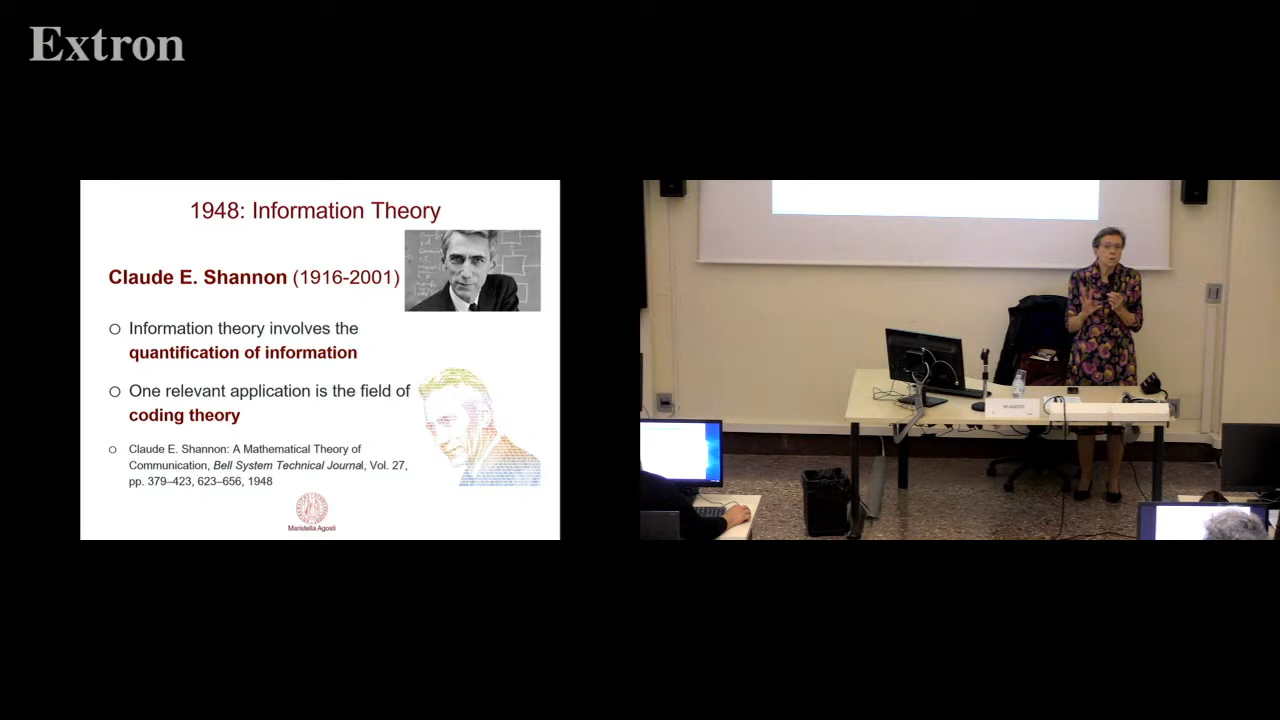 Extron
1948: Information Theory
Claude E. Shannon (1916-2001)
Information theory involves the
quantification of information
One relevant application is the field of
coding theory
Claude E. Shannon: A Mathematical Theory of
Communication, Bell System Technical Journal, Vol. 27,
pp. 379–423, 623–656, 1948
Maristella Agosti
M AGOSTI